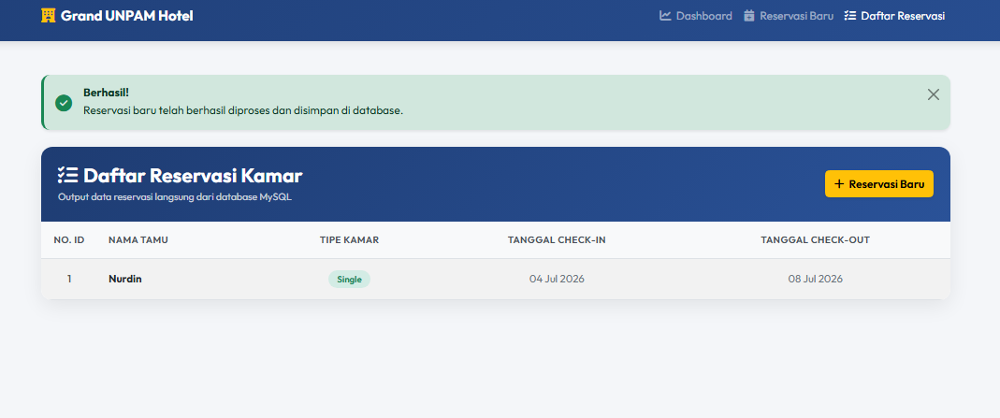 Grand UNPAM Hotel
Dashboard
Reservasi Baru
Daftar Reservasi
Berhasil!
Reservasi baru telah berhasil diproses dan disimpan di database.
Daftar Reservasi Kamar
Output data reservasi langsung dari database MySQL
Reservasi Baru
NO. ID NAMA TAMU TIPE KAMAR TANGGAL CHECK-IN TANGGAL CHECK-OUT
1 Nurdin Single 04 Jul 2026 08 Jul 2026